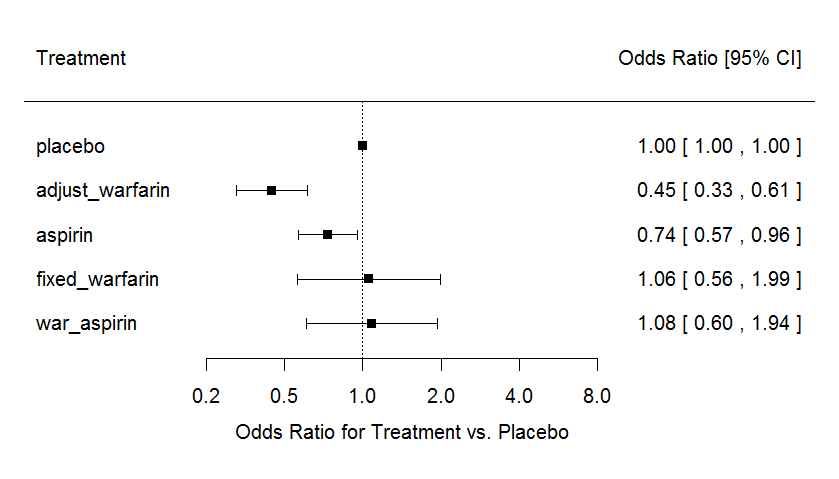 Treatment Odds Ratio [95% CI]
placebo 1.00 [ 1.00 , 1.00 ]
adjust_warfarin 0.45 [ 0.33 , 0.61 ]
aspirin 0.74 [ 0.57 , 0.96 ]
fixed_warfarin 1.06 [ 0.56 , 1.99 ]
war_aspirin 1.08 [ 0.60 , 1.94 ]
0.2 0.5 1.0 2.0 4.0 8.0
Odds Ratio for Treatment vs. Placebo